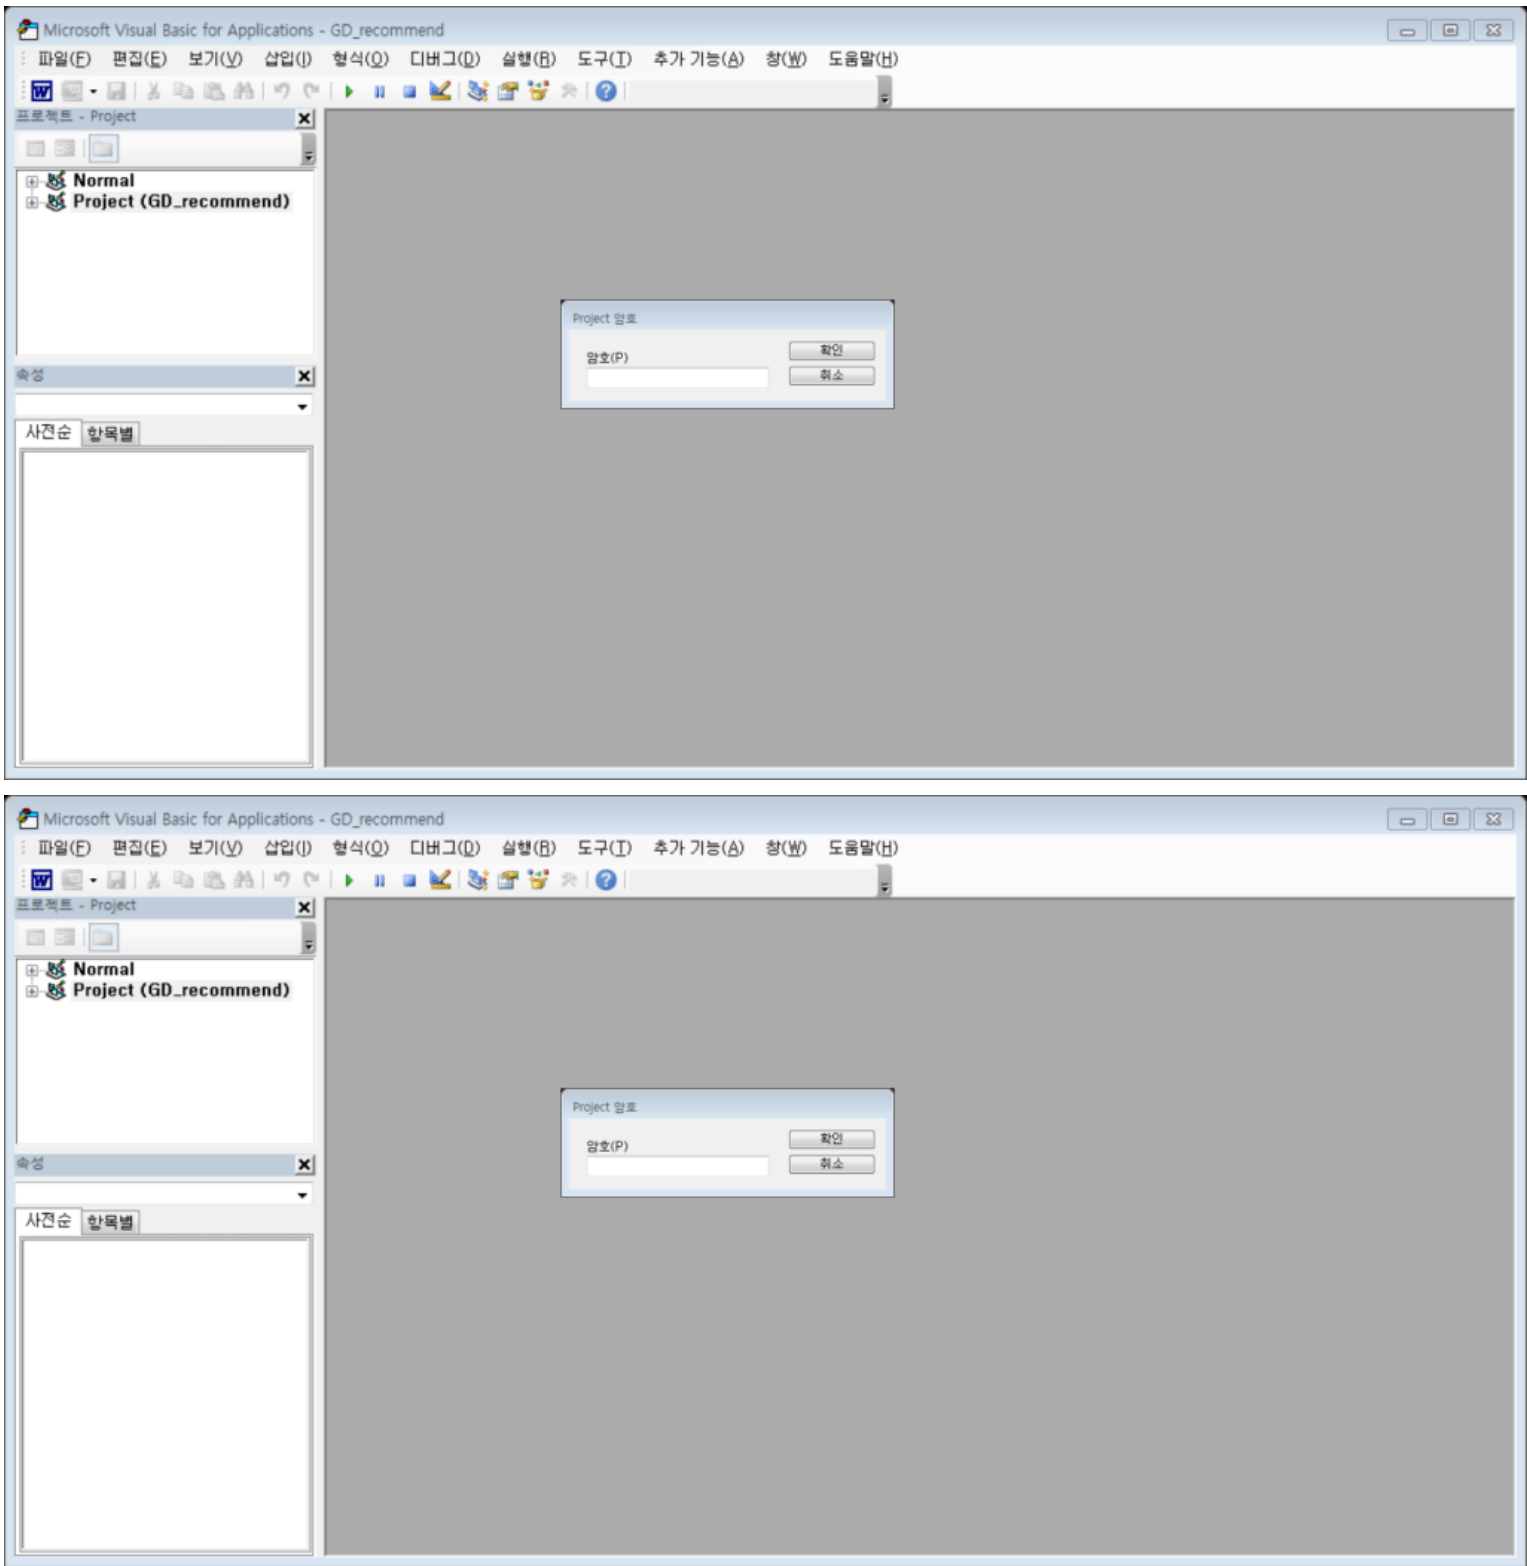 Microsoft Visual Basic for Applications - GD_recommend
파일(F) 편집(E) 보기(V) 삽입(I) 형식(O) 디버그(D) 실행(R) 도구(T) 추가 기능(A) 창(W) 도움말(H)
프로젝트 - Project
Normal
Project (GD_recommend)
Project 암호
암호(P)
확인
취소
속성
사전순 항목별
Microsoft Visual Basic for Applications - GD_recommend
파일(F) 편집(E) 보기(V) 삽입(I) 형식(O) 디버그(D) 실행(R) 도구(T) 추가 기능(A) 창(W) 도움말(H)
프로젝트 - Project
Normal
Project (GD_recommend)
Project 암호
암호(P)
확인
취소
속성
사전순 항목별